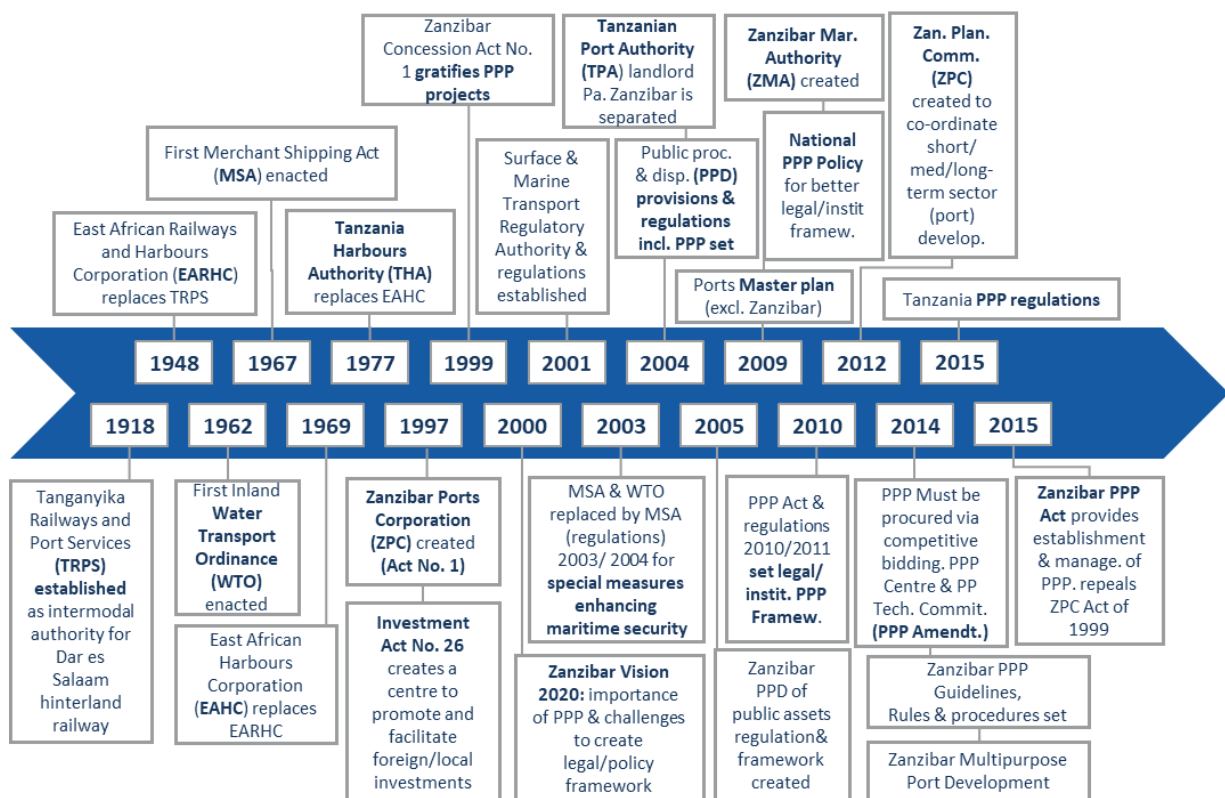 Zanzibar
Concession Act No.
1 gratifies PPP
projects
Tanzanian
Port Authority
(TPA) landlord
Pa. Zanzibar is
separated
Zanzibar Mar.
Authority
(ZMA) created
Zan. Plan.
Comm.
(ZPC)
created to
co-ordinate
short/
med/long-
term sector
(port)
develop.
First Merchant Shipping Act
(MSA) enacted
Surface &
Marine
Transport
Regulatory
Authority &
regulations
established
Public proc.
& disp. (PPD)
provisions &
regulations
incl. PPP set
National
PPP Policy
for better
legal/instit
framew.
East African Railways
and Harbours
Corporation (EARHC)
replaces TRPS
Tanzania
Harbours
Authority (THA)
replaces EAHC
Ports Master plan
(excl. Zanzibar)
Tanzania PPP regulations
1948
1967
1977
1999
2001
2004
2009
2012
2015
1918
1962
1969
1997
2000
2003
2005
2010
2014
2015
Tanganyika
Railways and
Port Services
(TRPS)
established
as intermodal
authority for
Dar es
Salaam
hinterland
railway
First Inland
Water
Transport
Ordinance
(WTO)
enacted
East African
Harbours
Corporation
(EAHC) replaces
EARHC
Zanzibar Ports
Corporation
(ZPC) created
(Act No. 1)
Investment
Act No. 26
creates a
centre to
promote and
facilitate
foreign/local
investments
MSA & WTO
replaced by MSA
(regulations)
2003/ 2004 for
special measures
enhancing
maritime security
Zanzibar Vision
2020: importance
of PPP & challenges
to create
legal/policy
framework
PPP Act &
regulations
2010/2011
set legal/
instit. PPP
Framew.
Zanzibar
PPD of
public assets
regulation&
framework
created
PPP Must be
procured via
competitive
bidding. PPP
Centre & PP
Tech. Commit.
(PPP Amendt.)
Zanzibar PPP
Guidelines,
Rules & procedures set
Zanzibar Multipurpose
Port Development
Zanzibar PPP
Act provides
establishment
& manage. of
PPP. repeals
ZPC Act of
1999